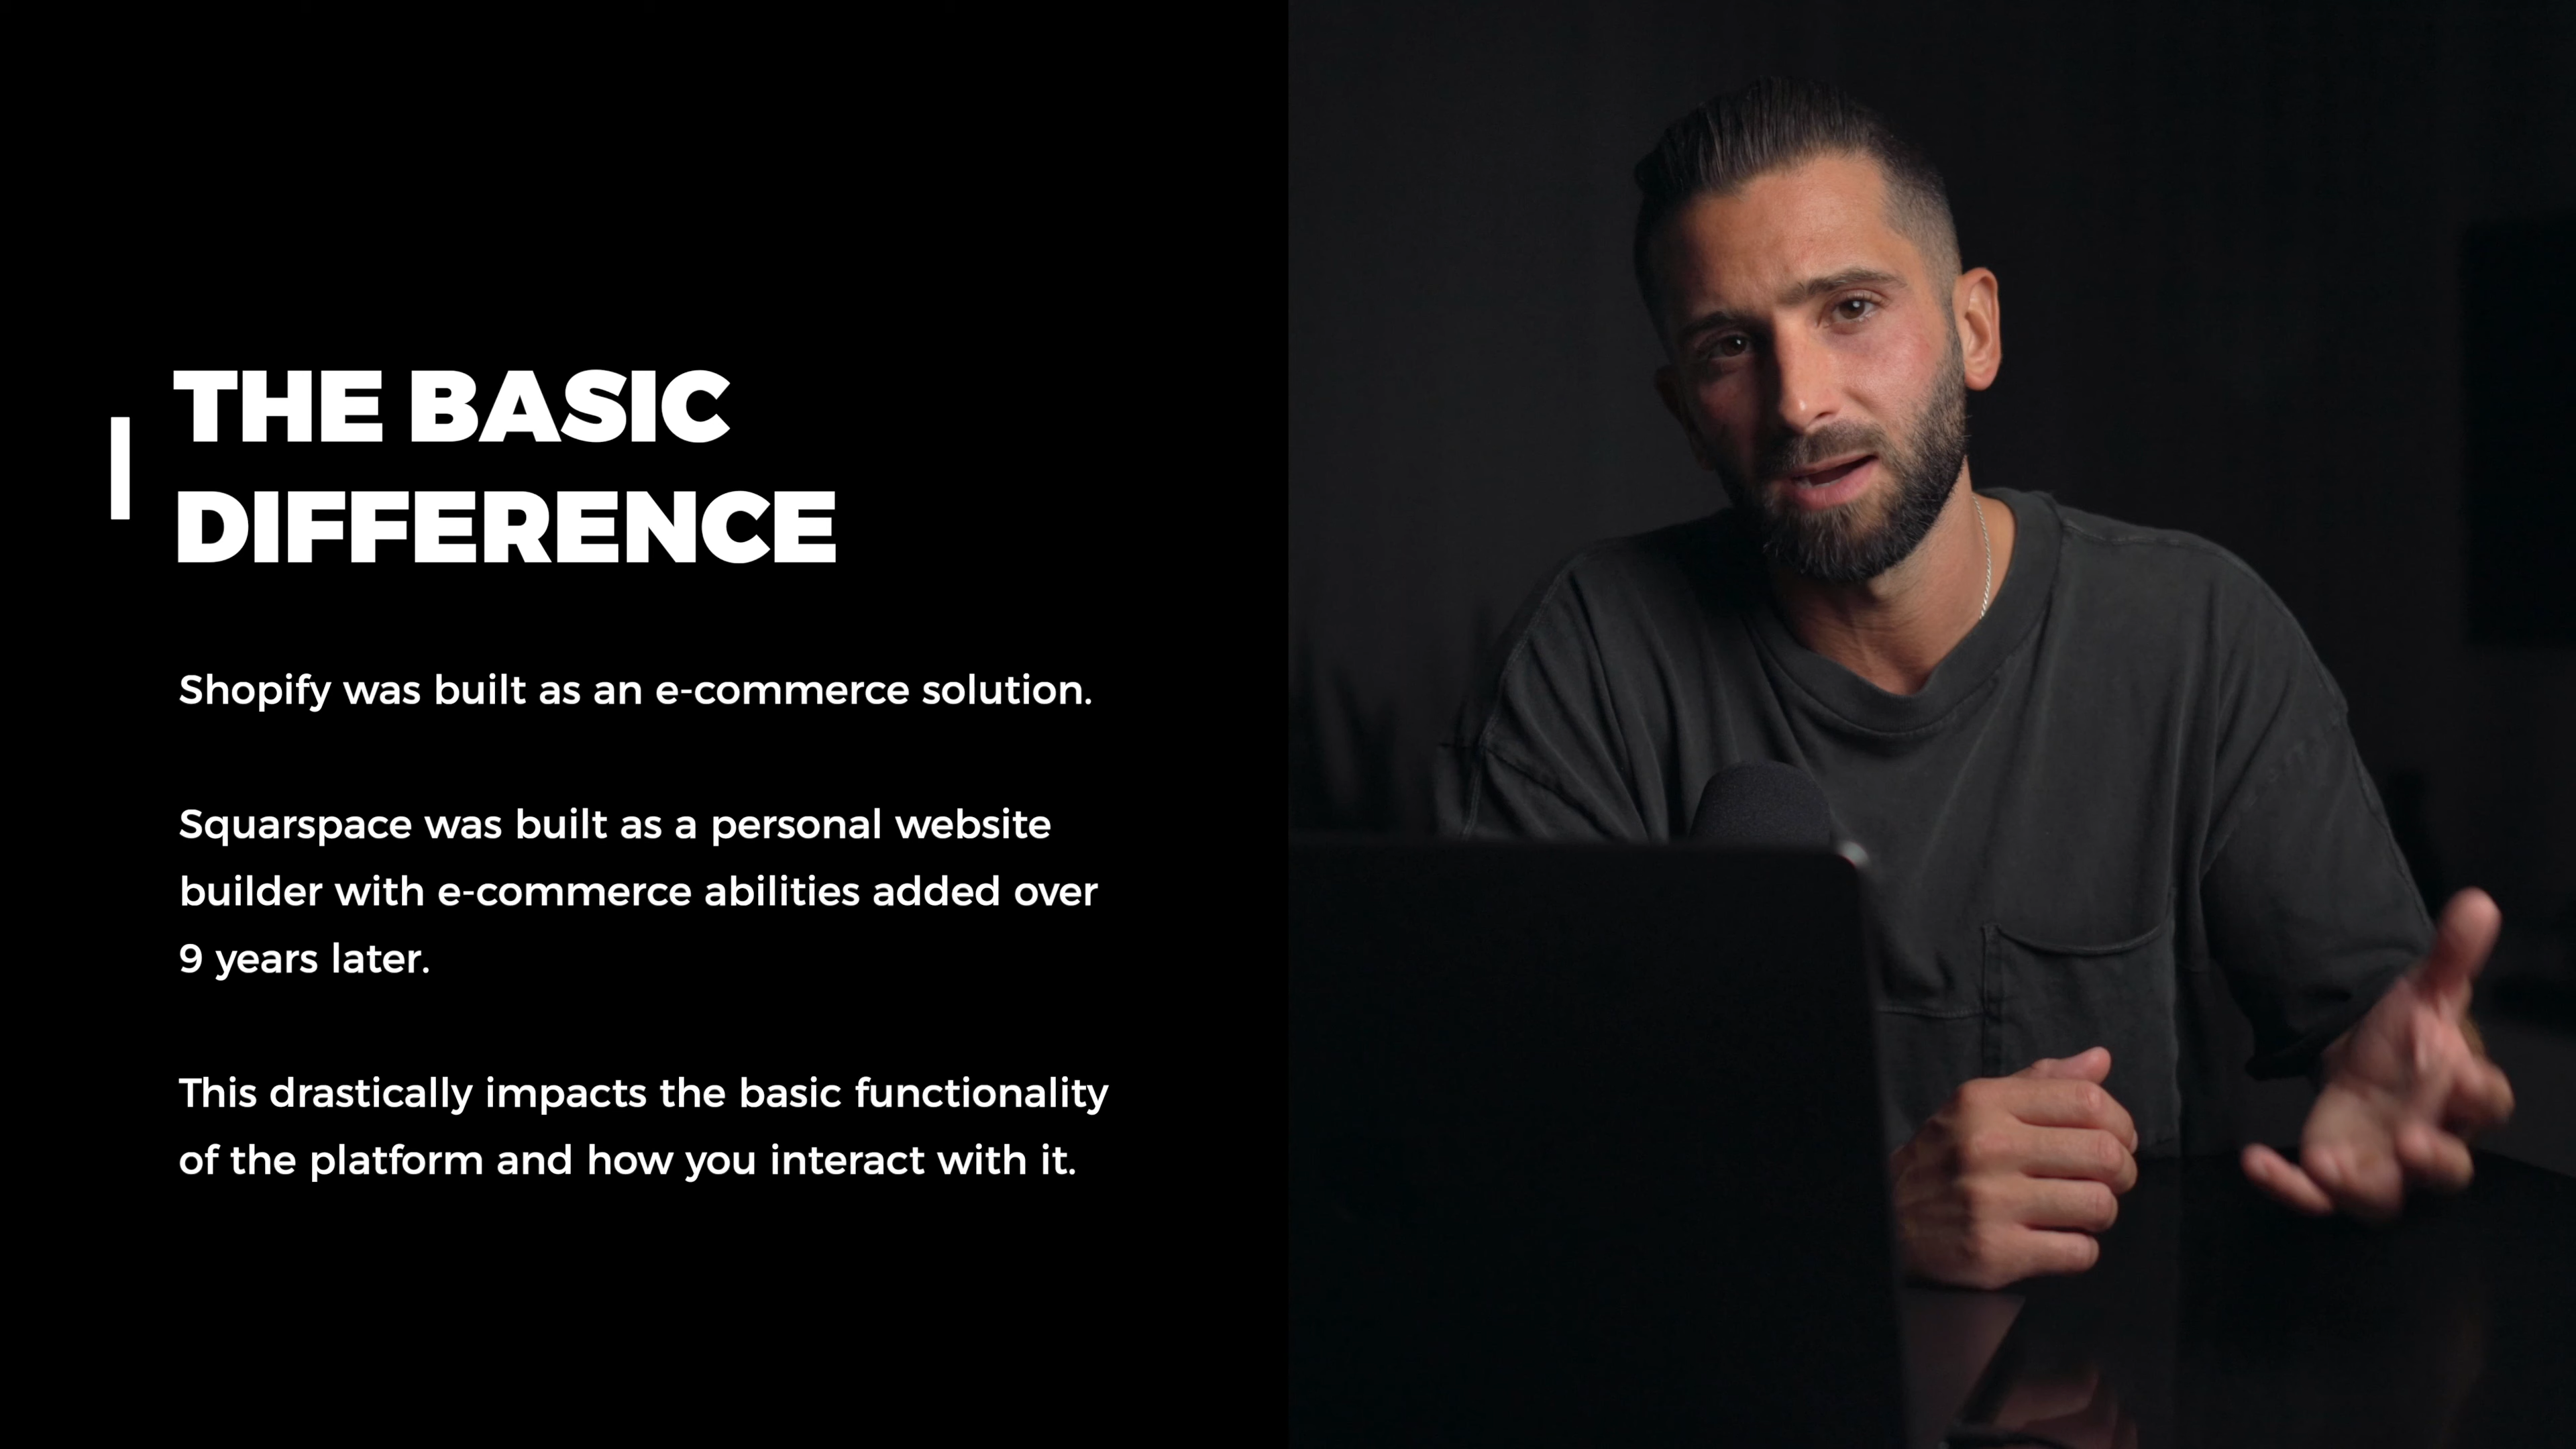 THE BASIC
DIFFERENCE
Shopify was built as an e-commerce solution.
Squarspace was built as a personal website
builder with e-commerce abilities added over
9 years later.
This drastically impacts the basic functionality
of the platform and how you interact with it.